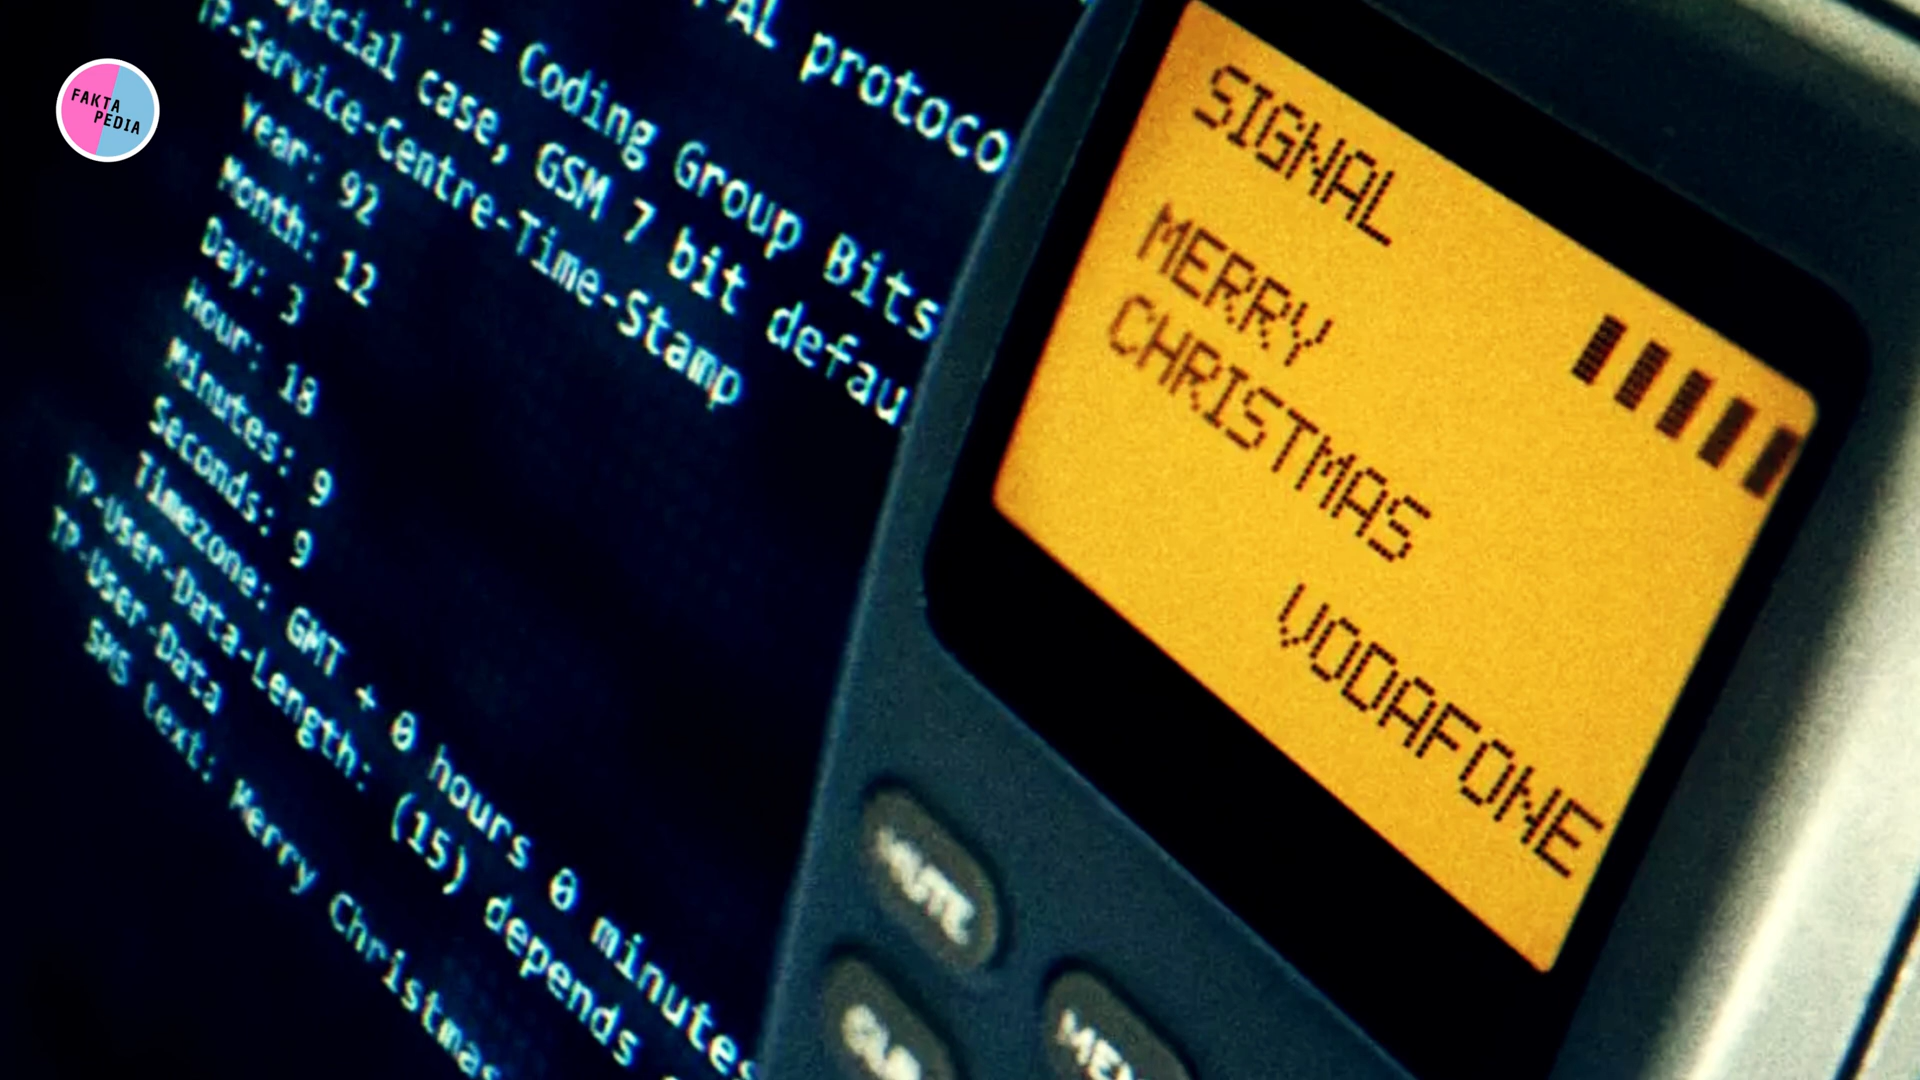 FAKTA
PEDIA
... = Coding Group Bits
Special case, GSM 7 bit defau
TP-Service-Centre-Time-Stamp
Year: 92
Month: 12
Day: 3
Hour: 18
Minutes: 9
Seconds: 9
Timezone: GMT + 0 hours 0 minutes
TP-User-Data-Length: (15) depends
TP-User-Data
SMS text: Merry Christmas
AL protoco
SIGNAL
MERRY
CHRISTMAS
VODAFONE
MUTE